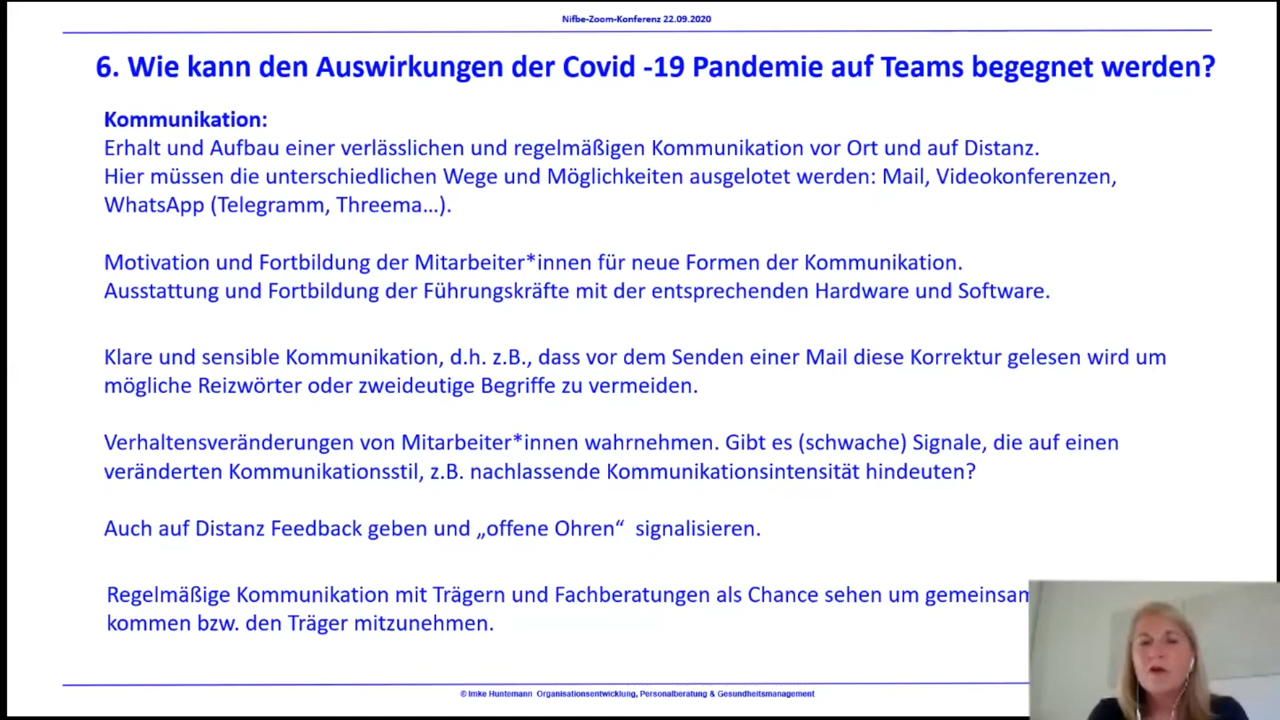 Nifbe-Zoom-Konferenz 22.09.2020
6. Wie kann den Auswirkungen der Covid -19 Pandemie auf Teams begegnet werden?
Kommunikation:
Erhalt und Aufbau einer verlässlichen und regelmäßigen Kommunikation vor Ort und auf Distanz.
Hier müssen die unterschiedlichen Wege und Möglichkeiten ausgelotet werden: Mail, Videokonferenzen,
WhatsApp (Telegramm, Threema…).
Motivation und Fortbildung der Mitarbeiter*innen für neue Formen der Kommunikation.
Ausstattung und Fortbildung der Führungskräfte mit der entsprechenden Hardware und Software.
Klare und sensible Kommunikation, d.h. z.B., dass vor dem Senden einer Mail diese Korrektur gelesen wird um
mögliche Reizwörter oder zweideutige Begriffe zu vermeiden.
Verhaltensveränderungen von Mitarbeiter*innen wahrnehmen. Gibt es (schwache) Signale, die auf einen
veränderten Kommunikationsstil, z.B. nachlassende Kommunikationsintensität hindeuten?
Auch auf Distanz Feedback geben und „offene Ohren“ signalisieren.
Regelmäßige Kommunikation mit Trägern und Fachberatungen als Chance sehen um gemeinsam
kommen bzw. den Träger mitzunehmen.
© Imke Huntemann Organisationsentwicklung, Personalberatung & Gesundheitsmanagement